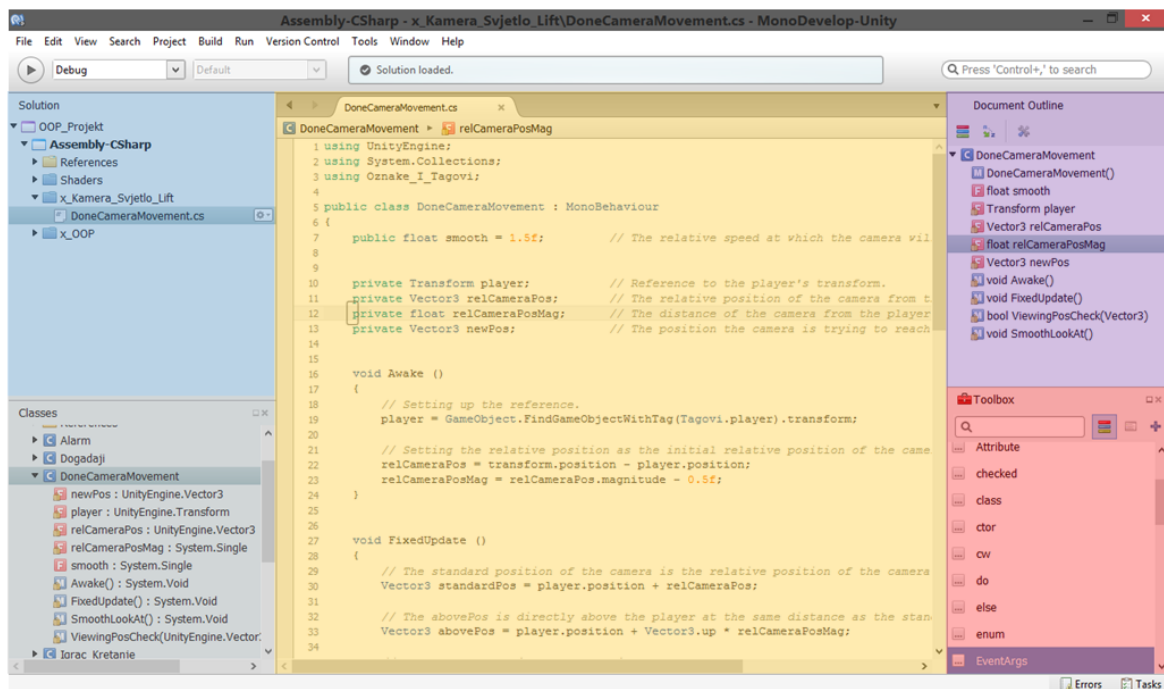 Assembly-CSharp - x_Kamera_Svjetlo_Lift\DoneCameraMovement.cs - MonoDevelop-Unity
File Edit View Search Project Build Run Version Control Tools Window Help
Debug
Default
Solution loaded.
Press 'Control+,' to search
Solution
OOP_Projekt
Assembly-CSharp
References
Shaders
x_Kamera_Svjetlo_Lift
DoneCameraMovement.cs
x_OOP
Classes
Alarm
Dogadaji
DoneCameraMovement
newPos : UnityEngine.Vector3
player : UnityEngine.Transform
relCameraPos : UnityEngine.Vector3
relCameraPosMag : System.Single
smooth : System.Single
Awake() : System.Void
FixedUpdate() : System.Void
SmoothLookAt() : System.Void
ViewingPosCheck(UnityEngine.Vector:
Igrac_Kretanje
DoneCameraMovement.cs
DoneCameraMovement relCameraPosMag
1 using UnityEngine;
2 using System.Collections;
3 using Oznake_I_Tagovi;
4
5 public class DoneCameraMovement : MonoBehaviour
6 {
7 public float smooth = 1.5f; // The relative speed at which the camera wil
8
9
10 private Transform player; // Reference to the player's transform.
11 private Vector3 relCameraPos; // The relative position of the camera from t
12 private float relCameraPosMag; // The distance of the camera from the player
13 private Vector3 newPos; // The position the camera is trying to reach
14
15
16 void Awake ()
17 {
18 // Setting up the reference.
19 player = GameObject.FindGameObjectWithTag(Tagovi.player).transform;
20
21 // Setting the relative position as the initial relative position of the came
22 relCameraPos = transform.position - player.position;
23 relCameraPosMag = relCameraPos.magnitude - 0.5f;
24 }
25
26
27 void FixedUpdate ()
28 {
29 // The standard position of the camera is the relative position of the camera
30 Vector3 standardPos = player.position + relCameraPos;
31
32 // The abovePos is directly above the player at the same distance as the stan
33 Vector3 abovePos = player.position + Vector3.up * relCameraPosMag;
34
Document Outline
DoneCameraMovement
DoneCameraMovement()
float smooth
Transform player
Vector3 relCameraPos
float relCameraPosMag
Vector3 newPos
void Awake()
void FixedUpdate()
bool ViewingPosCheck(Vector3)
void SmoothLookAt()
Toolbox
Attribute
checked
class
ctor
cw
do
else
enum
EventArgs
Errors Tasks